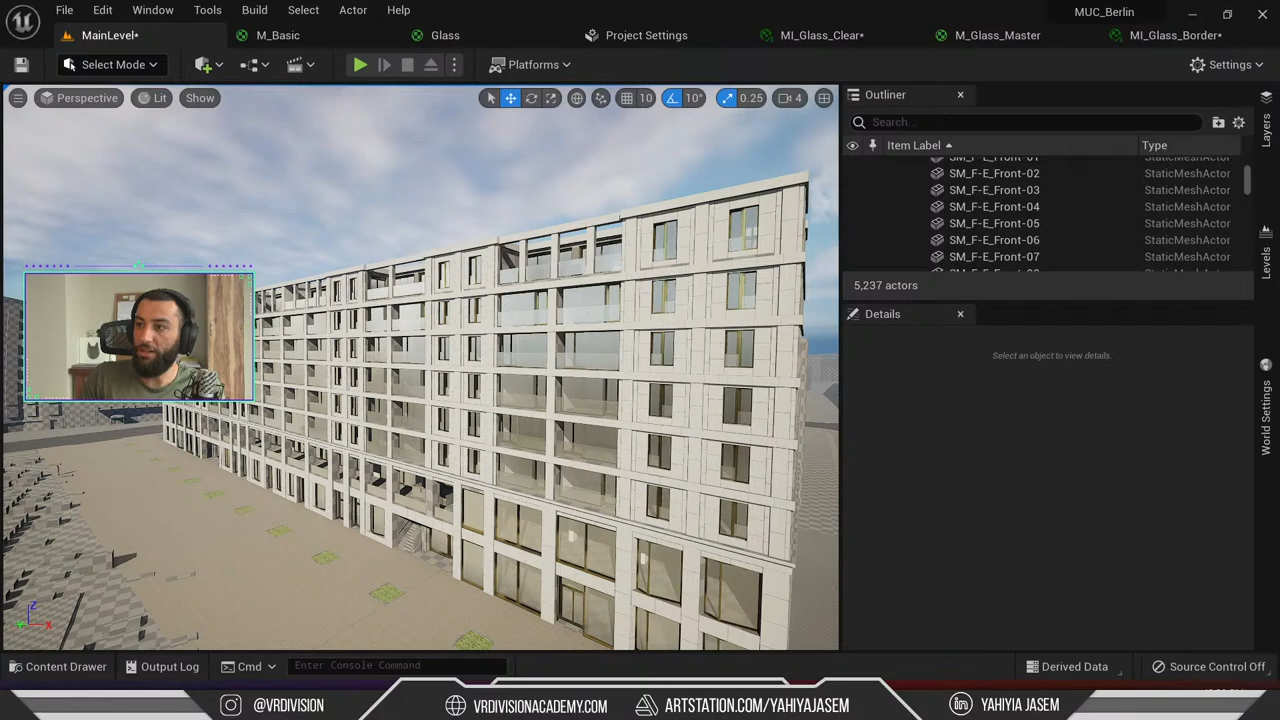 File Edit Window Tools Build Select Actor Help
MUC_Berlin
MainLevel* M_Basic Glass Project Settings MI_Glass_Clear* M_Glass_Master MI_Glass_Border*
Select Mode Platforms Settings
Perspective Lit Show 10 10° 0.25 4
Outliner
Search...
Item Label Type
SM_F-E_Front-01 StaticMeshActor
SM_F-E_Front-02 StaticMeshActor
SM_F-E_Front-03 StaticMeshActor
SM_F-E_Front-04 StaticMeshActor
SM_F-E_Front-05 StaticMeshActor
SM_F-E_Front-06 StaticMeshActor
SM_F-E_Front-07 StaticMeshActor
5,237 actors
Details
Select an object to view details.
Layers
Levels
World Settings
Z
X
Content Drawer Output Log Cmd Enter Console Command Derived Data Source Control Off
@VRDIVISION VRDIVISIONACADEMY.COM ARTSTATION.COM/YAHIYAJASEM YAHIYIA JASEM